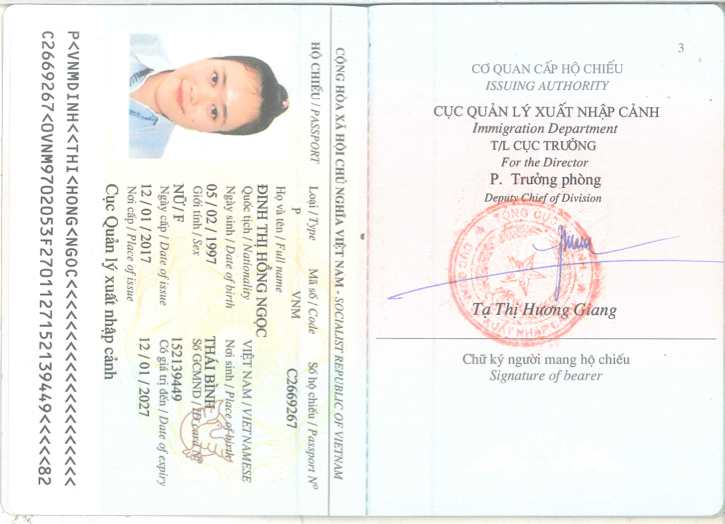 3
CƠ QUAN CẤP HỘ CHIẾU
ISSUING AUTHORITY
CỤC QUẢN LÝ XUẤT NHẬP CẢNH
Immigration Department
T/L CỤC TRƯỞNG
For the Director
P. Trưởng phòng
Deputy Chief of Division
Tạ Thị Hương Giang
Chữ ký người mang hộ chiếu
Signature of bearer
CỘNG HÒA XÃ HỘI CHỦ NGHĨA VIỆT NAM - SOCIALIST REPUBLIC OF VIETNAM
HỘ CHIẾU / PASSPORT Loại / Type Mã số / Code Số hộ chiếu / Passport Nº
P VNM C2669267
Họ và tên / Full name
ĐINH THỊ HỒNG NGỌC
Quốc tịch / Nationality VIỆT NAM / VIETNAMESE
Ngày sinh / Date of birth Nơi sinh / Place of birth
05 / 02 / 1997 THÁI BÌNH
Giới tính / Sex Số GCMND / ID card Nº
NỮ / F 152139449
Ngày cấp / Date of issue Có giá trị đến / Date of expiry
12 / 01 / 2017 12 / 01 / 2027
Nơi cấp / Place of issue
Cục Quản lý xuất nhập cảnh
P<VNMDINH<<THI<HONG<NGOC<<<<<<<<<<<<<<<<<<<<
C2669267<0VNM9702053F2701127152139449<<<<<82